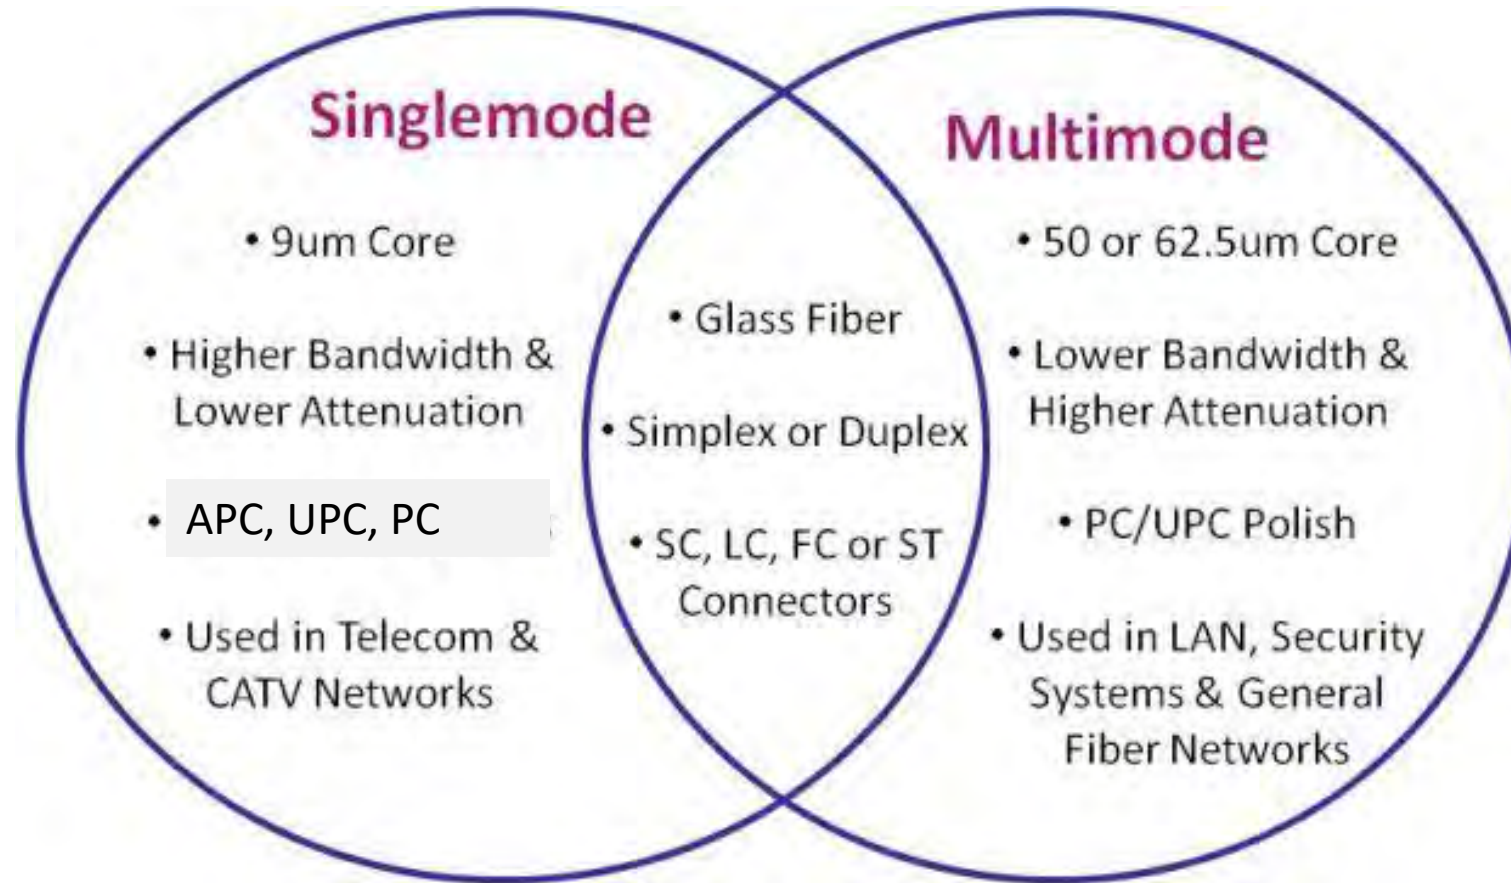 Singlemode
• 9um Core
• Higher Bandwidth &
Lower Attenuation
• APC, UPC, PC
• Used in Telecom &
CATV Networks
• Glass Fiber
• Simplex or Duplex
• SC, LC, FC or ST
Connectors
Multimode
• 50 or 62.5um Core
• Lower Bandwidth &
Higher Attenuation
• PC/UPC Polish
• Used in LAN, Security
Systems & General
Fiber Networks